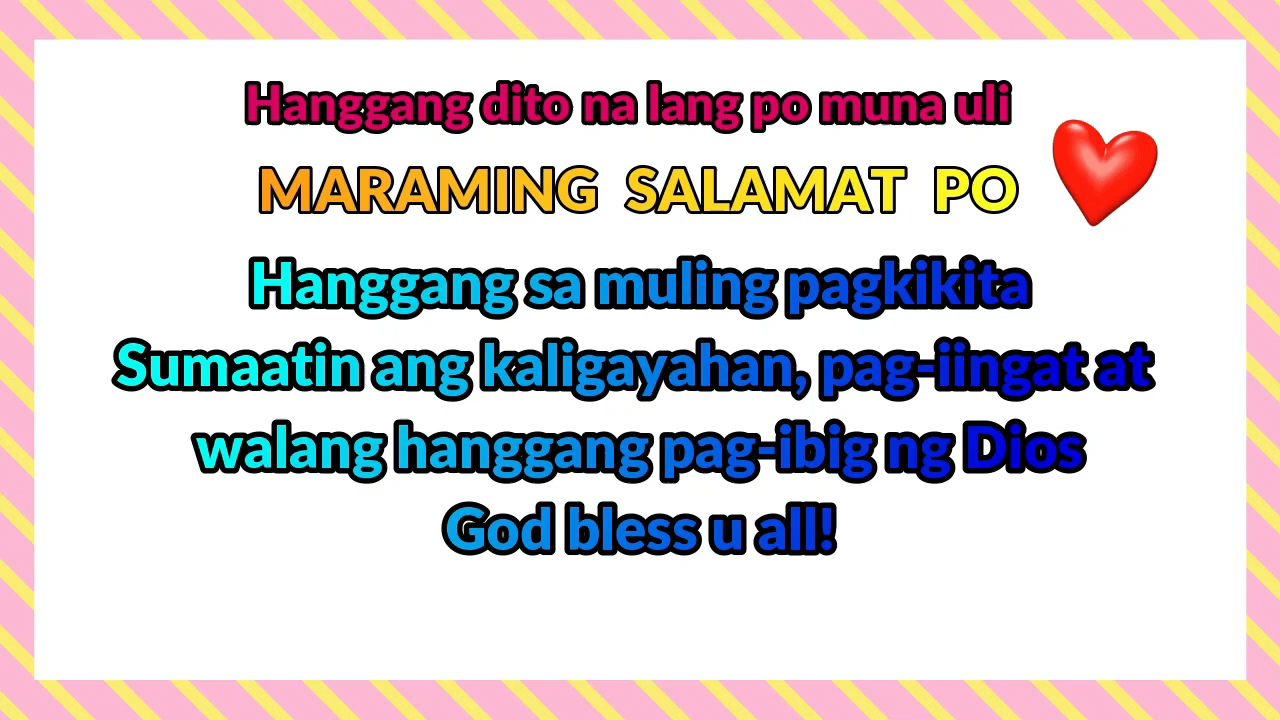 Hanggang dito na lang po muna uli
MARAMING SALAMAT PO
Hanggang sa muling pagkikita
Sumaatin ang kaligayahan, pag-iingat at
walang hanggang pag-ibig ng Dios
God bless u all!